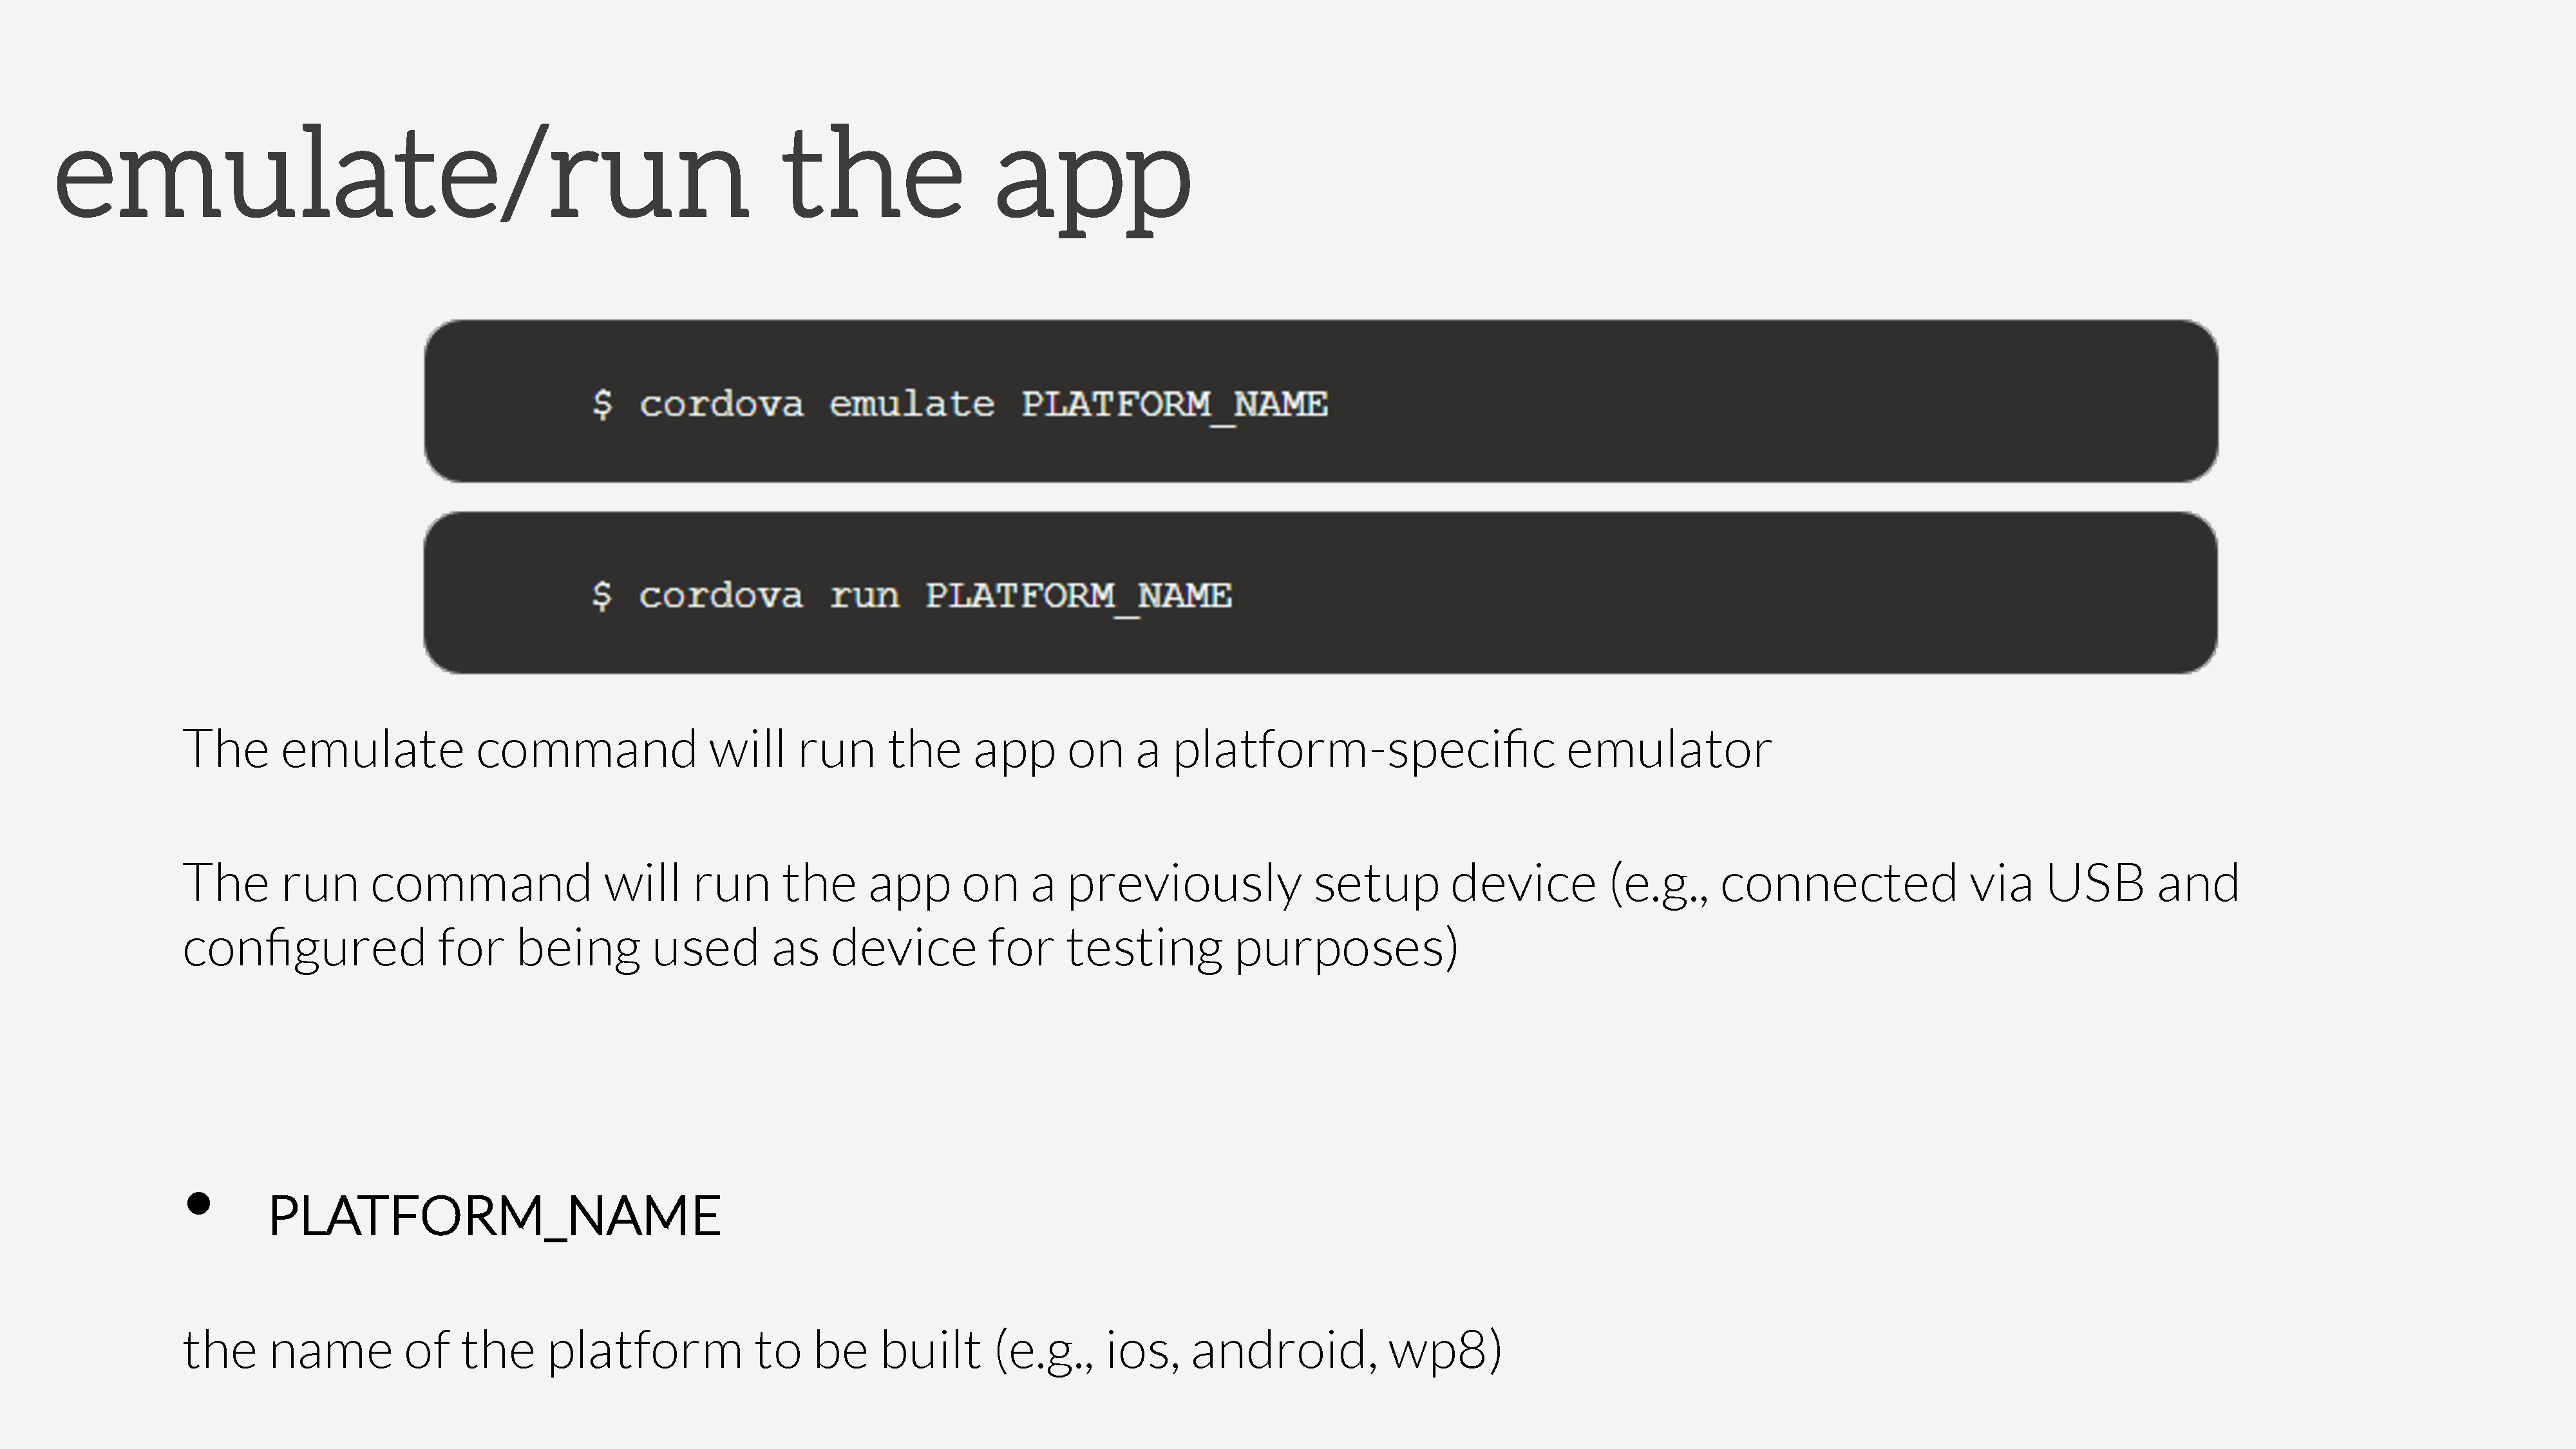 emulate/run the app
$ cordova emulate PLATFORM_NAME
$ cordova run PLATFORM_NAME
The emulate command will run the app on a platform-specific emulator
The run command will run the app on a previously setup device (e.g., connected via USB and
configured for being used as device for testing purposes)
• PLATFORM_NAME
the name of the platform to be built (e.g., ios, android, wp8)